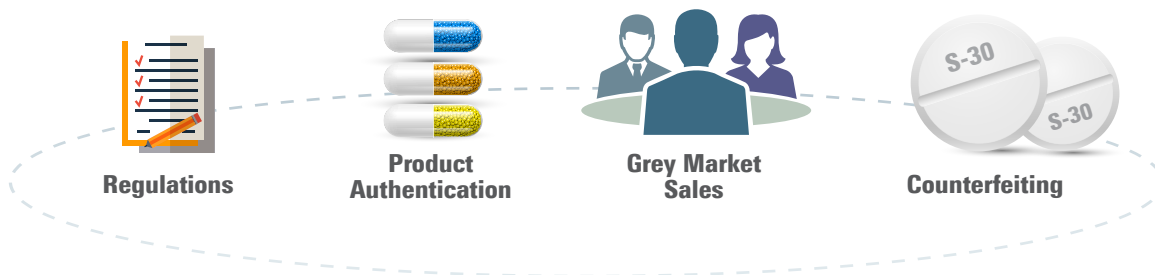 S-30
S-30
Regulations
Product
Authentication
Grey Market
Sales
Counterfeiting